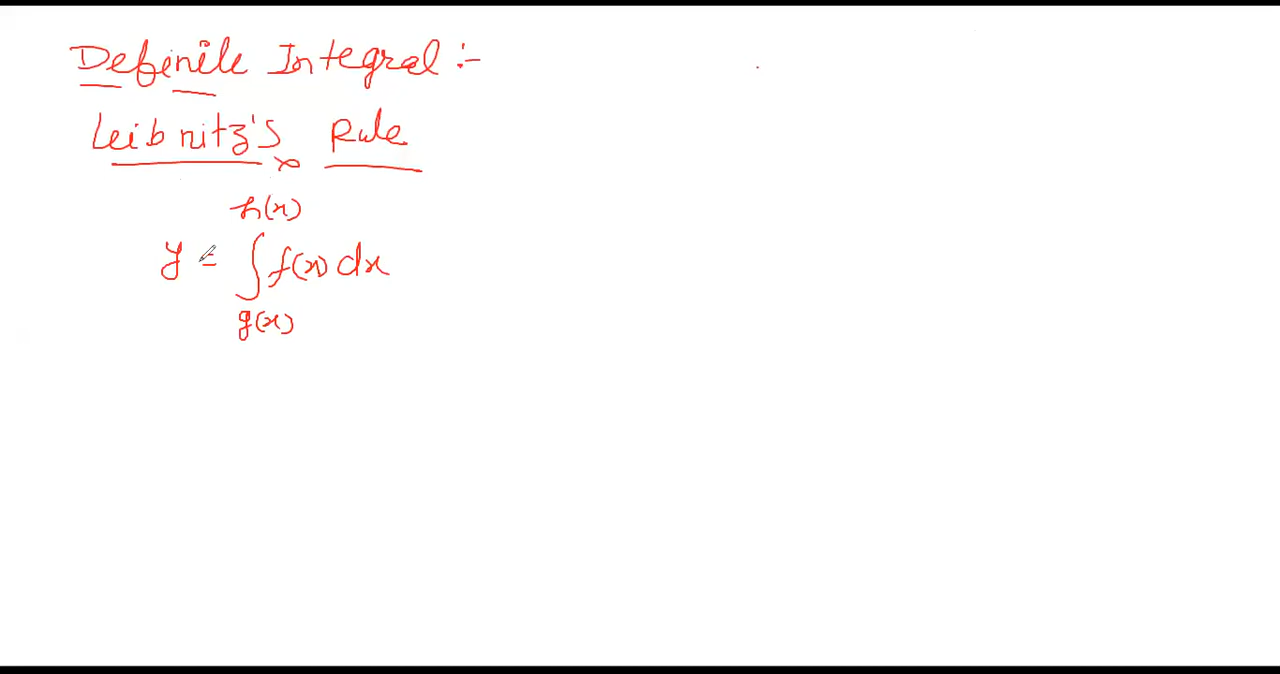 Definite Integral :-
Leibnitz's Rule
h(x)
y = ∫ f(x) dx
g(x)